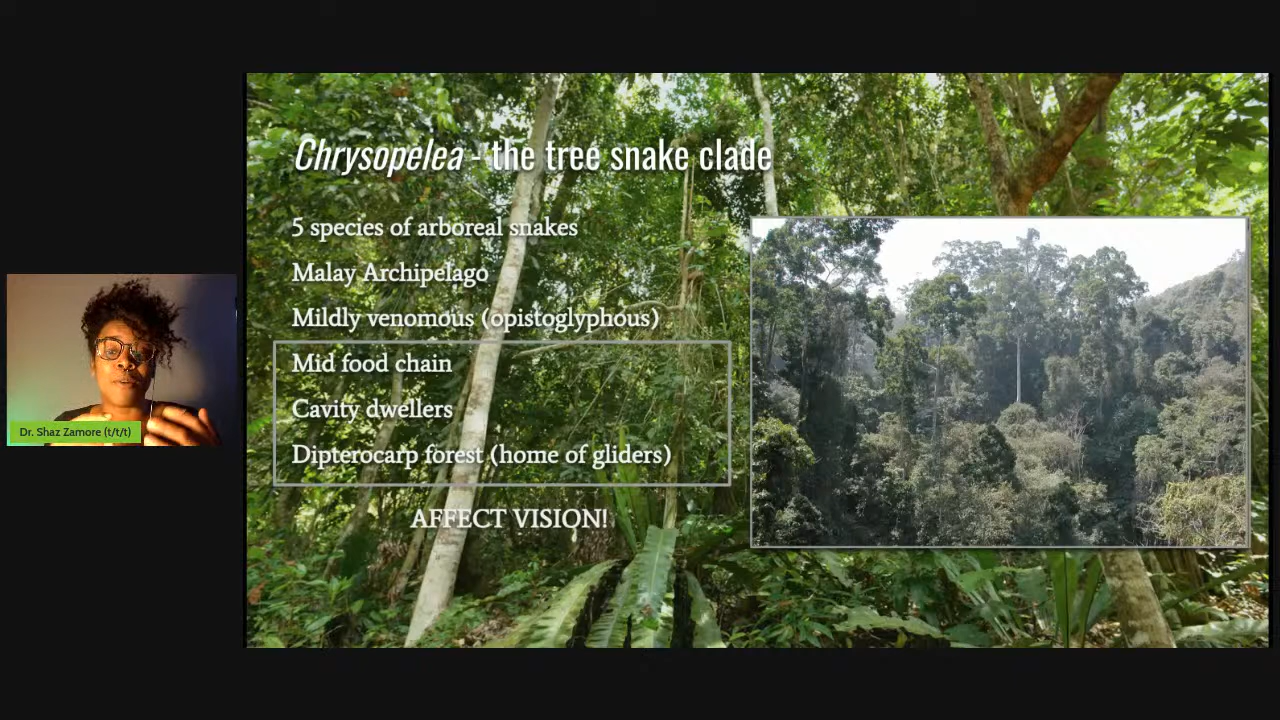 Chrysopelea - the tree snake clade
5 species of arboreal snakes
Malay Archipelago
Mildly venomous (opistoglyphous)
Mid food chain
Cavity dwellers
Dipterocarp forest (home of gliders)
AFFECT VISION!
Dr. Shaz Zamore (t/t/t)